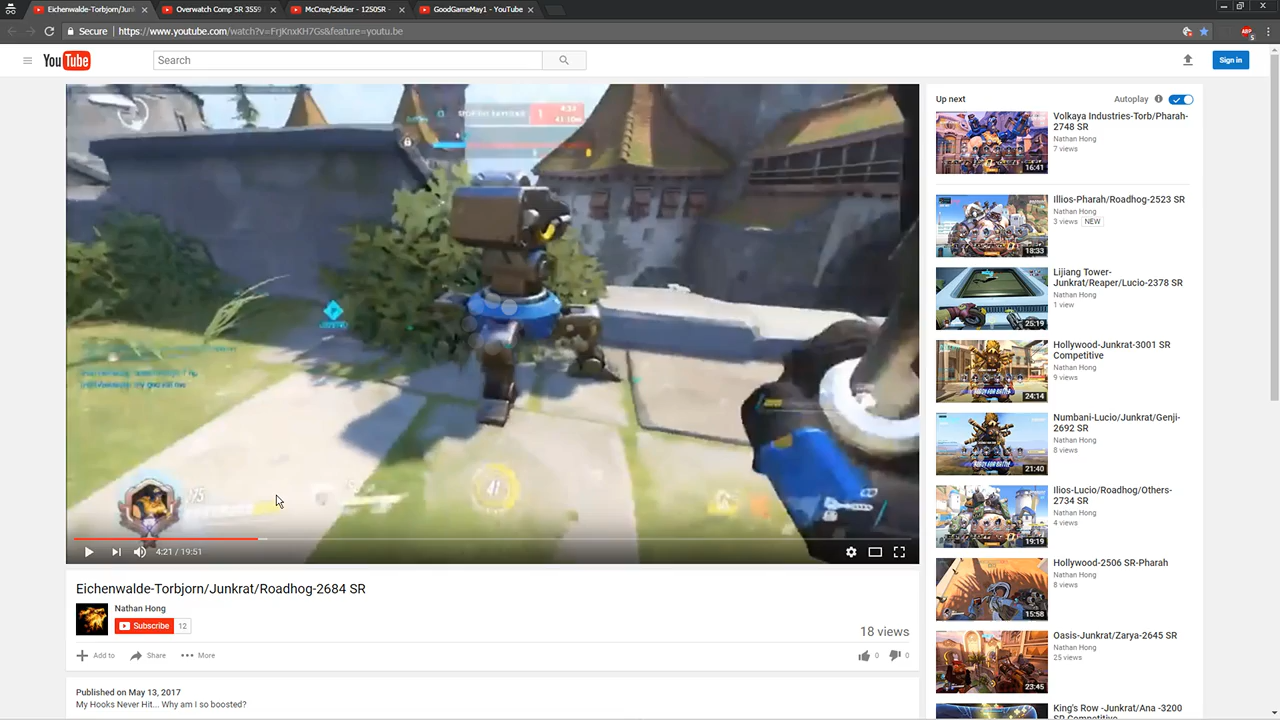 Eichenwalde-Torbjorn/Junk
Overwatch Comp SR 3559
McCree/Soldier - 1250SR -
GoodGamePlay1 - YouTube
Secure
https://www.youtube.com/watch?v=FrjKnxKH7Gs&feature=youtu.be
ABP
5
YouTube
Search
Sign in
Up next
Autoplay
Volkaya Industries-Torb/Pharah-
2748 SR
Nathan Hong
7 views
16:41
Illios-Pharah/Roadhog-2523 SR
Nathan Hong
3 views NEW
18:33
Lijiang Tower-
Junkrat/Reaper/Lucio-2378 SR
Nathan Hong
1 view
25:19
Hollywood-Junkrat-3001 SR
Competitive
Nathan Hong
9 views
24:14
Numbani-Lucio/Junkrat/Genji-
2692 SR
Nathan Hong
8 views
21:40
Ilios-Lucio/Roadhog/Others-
2734 SR
Nathan Hong
4 views
19:19
Hollywood-2506 SR-Pharah
Nathan Hong
8 views
15:58
Oasis-Junkrat/Zarya-2645 SR
Nathan Hong
25 views
23:45
King's Row -Junkrat/Ana -3200
SR Competitive
4:21 / 19:51
Eichenwalde-Torbjorn/Junkrat/Roadhog-2684 SR
Nathan Hong
Subscribe 12
18 views
Add to Share More
0 0
Published on May 13, 2017
My Hooks Never Hit... Why am I so boosted?